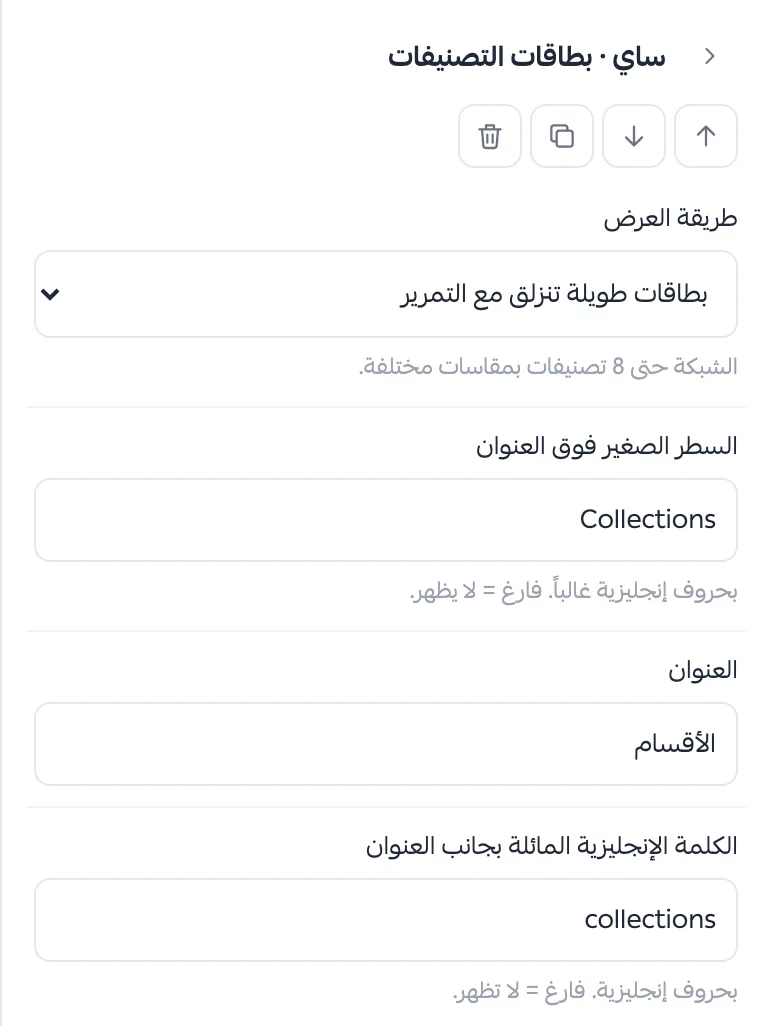 ساي · بطاقات التصنيفات
طريقة العرض
بطاقات طويلة تنزلق مع التمرير
الشبكة حتى 8 تصنيفات بمقاسات مختلفة.
السطر الصغير فوق العنوان
Collections
بحروف إنجليزية غالباً. فارغ = لا يظهر.
العنوان
الأقسام
الكلمة الإنجليزية المائلة بجانب العنوان
collections
بحروف إنجليزية. فارغ = لا تظهر.